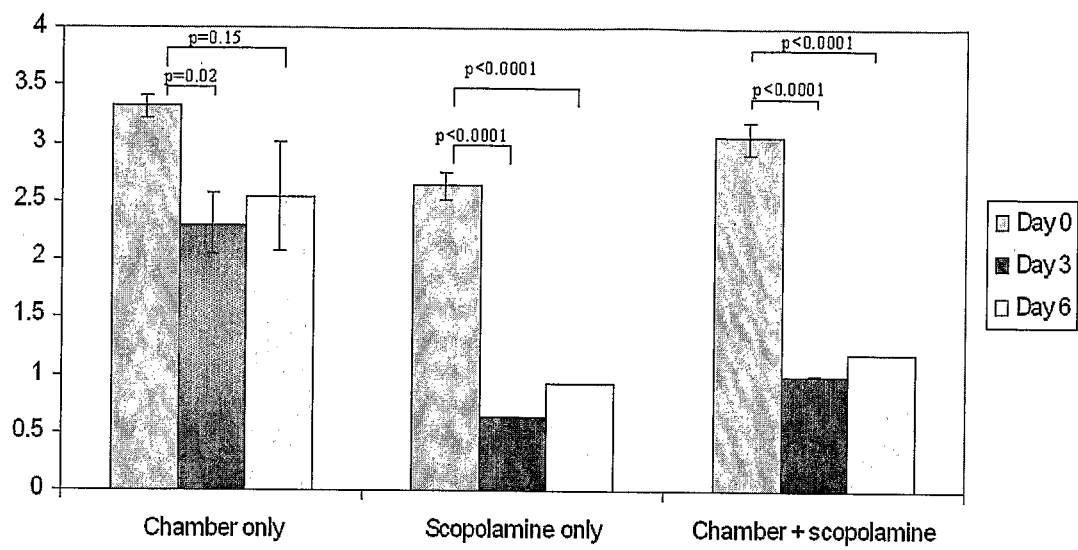 4
3.5
3
2.5
2
1.5
1
0.5
0
p=0.15
p=0.02
p<0.0001
p<0.0001
p<0.0001
p<0.0001
Chamber only
Scopolamine only
Chamber + scopolamine
Day 0
Day 3
Day 6